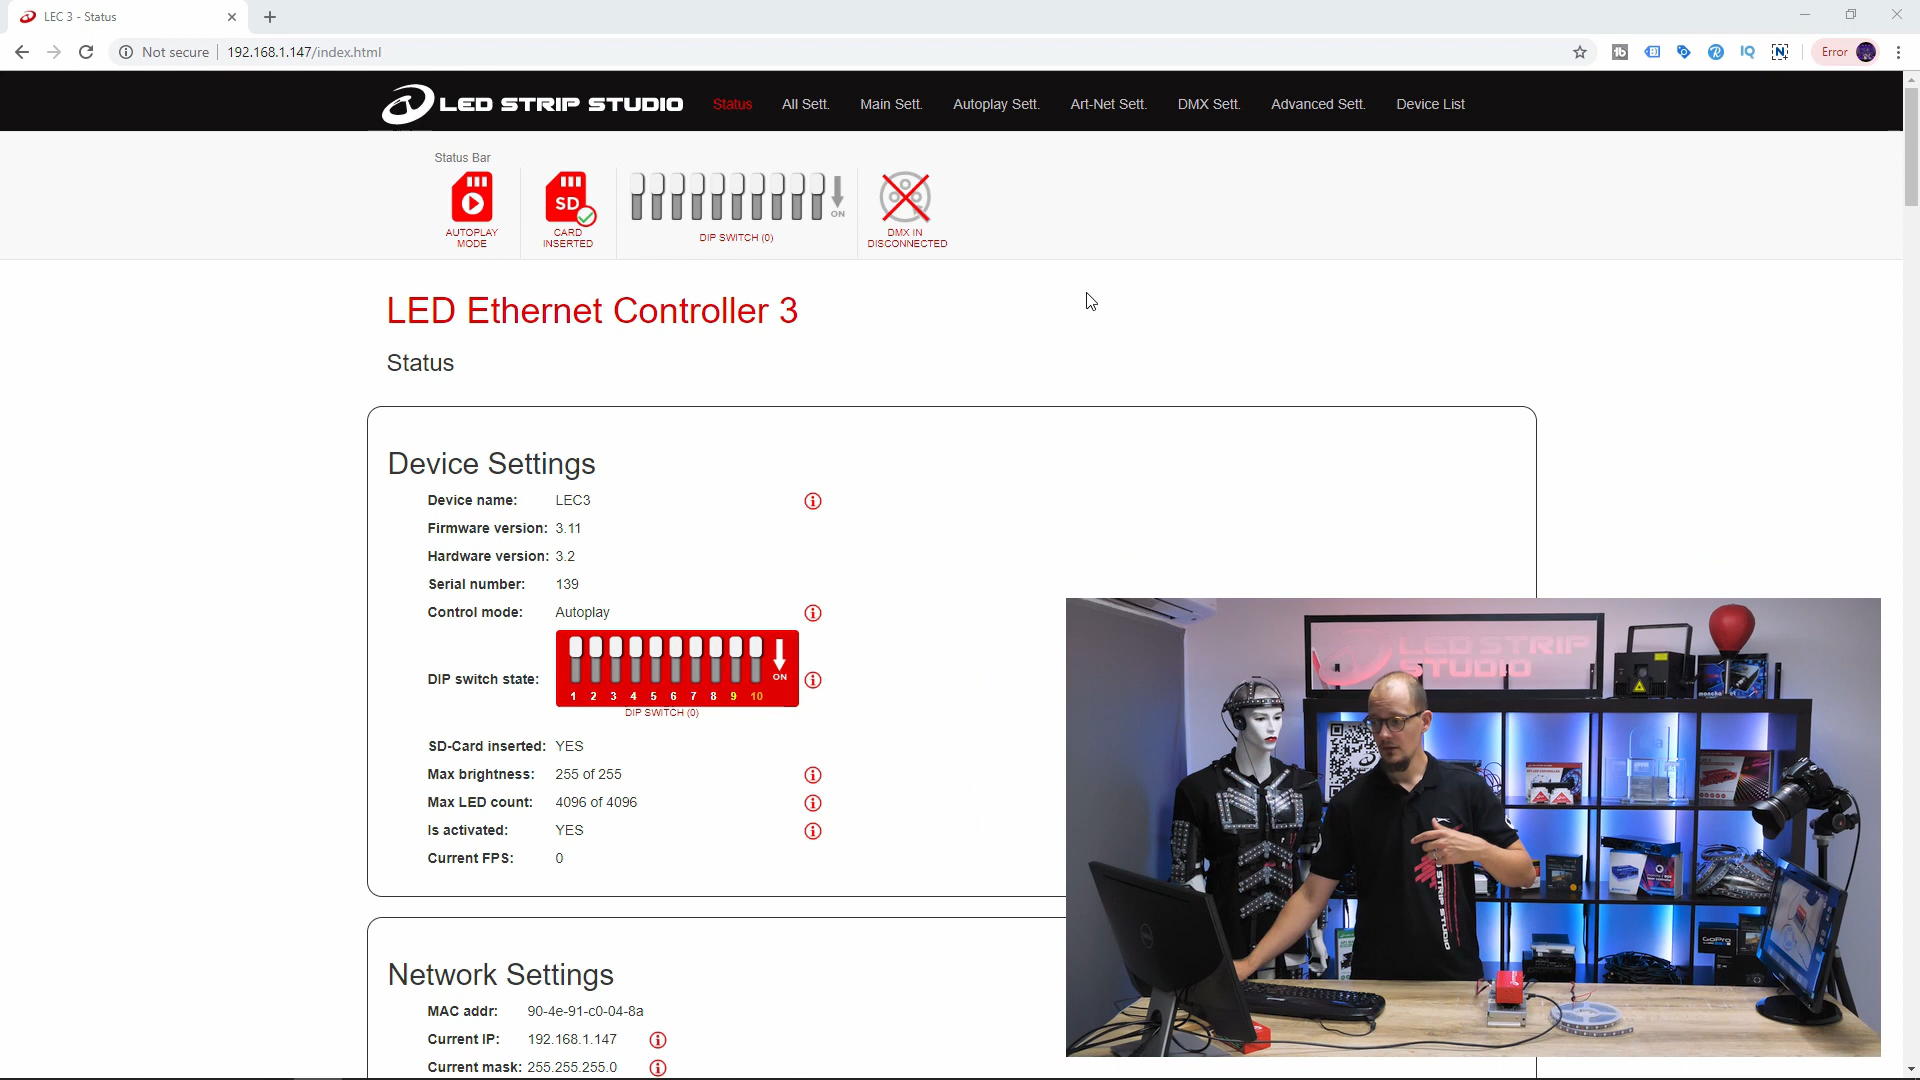 LEC 3 - Status
Not secure
192.168.1.147/index.html
Error
LED STRIP STUDIO
Status
All Sett.
Main Sett.
Autoplay Sett.
Art-Net Sett.
DMX Sett.
Advanced Sett.
Device List
Status Bar
AUTOPLAY
MODE
SD
CARD
INSERTED
ON
DIP SWITCH (0)
DMX IN
DISCONNECTED
LED Ethernet Controller 3
Status
Device Settings
Device name: LEC3
Firmware version: 3.11
Hardware version: 3.2
Serial number: 139
Control mode: Autoplay
DIP switch state:
ON
1 2 3 4 5 6 7 8 9 10
DIP SWITCH (0)
SD-Card inserted: YES
Max brightness: 255 of 255
Max LED count: 4096 of 4096
Is activated: YES
Current FPS: 0
Network Settings
MAC addr: 90-4e-91-c0-04-8a
Current IP: 192.168.1.147
Current mask: 255.255.255.0
LED STRIP
STUDIO
GoPro
STRIP STUDIO